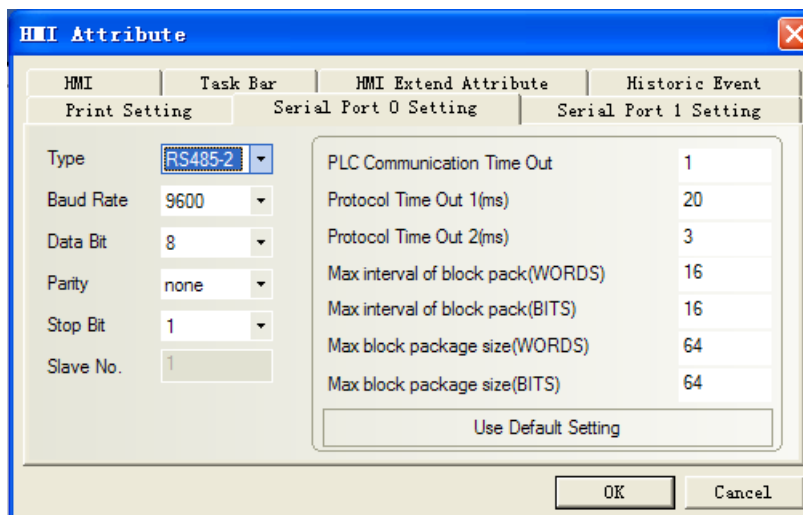 HMI Attribute
HMI Task Bar HMI Extend Attribute Historic Event
Print Setting Serial Port 0 Setting Serial Port 1 Setting
Type RS485-2
Baud Rate 9600
Data Bit 8
Parity none
Stop Bit 1
Slave No. 1
PLC Communication Time Out 1
Protocol Time Out 1(ms) 20
Protocol Time Out 2(ms) 3
Max interval of block pack(WORDS) 16
Max interval of block pack(BITS) 16
Max block package size(WORDS) 64
Max block package size(BITS) 64
Use Default Setting
OK Cancel